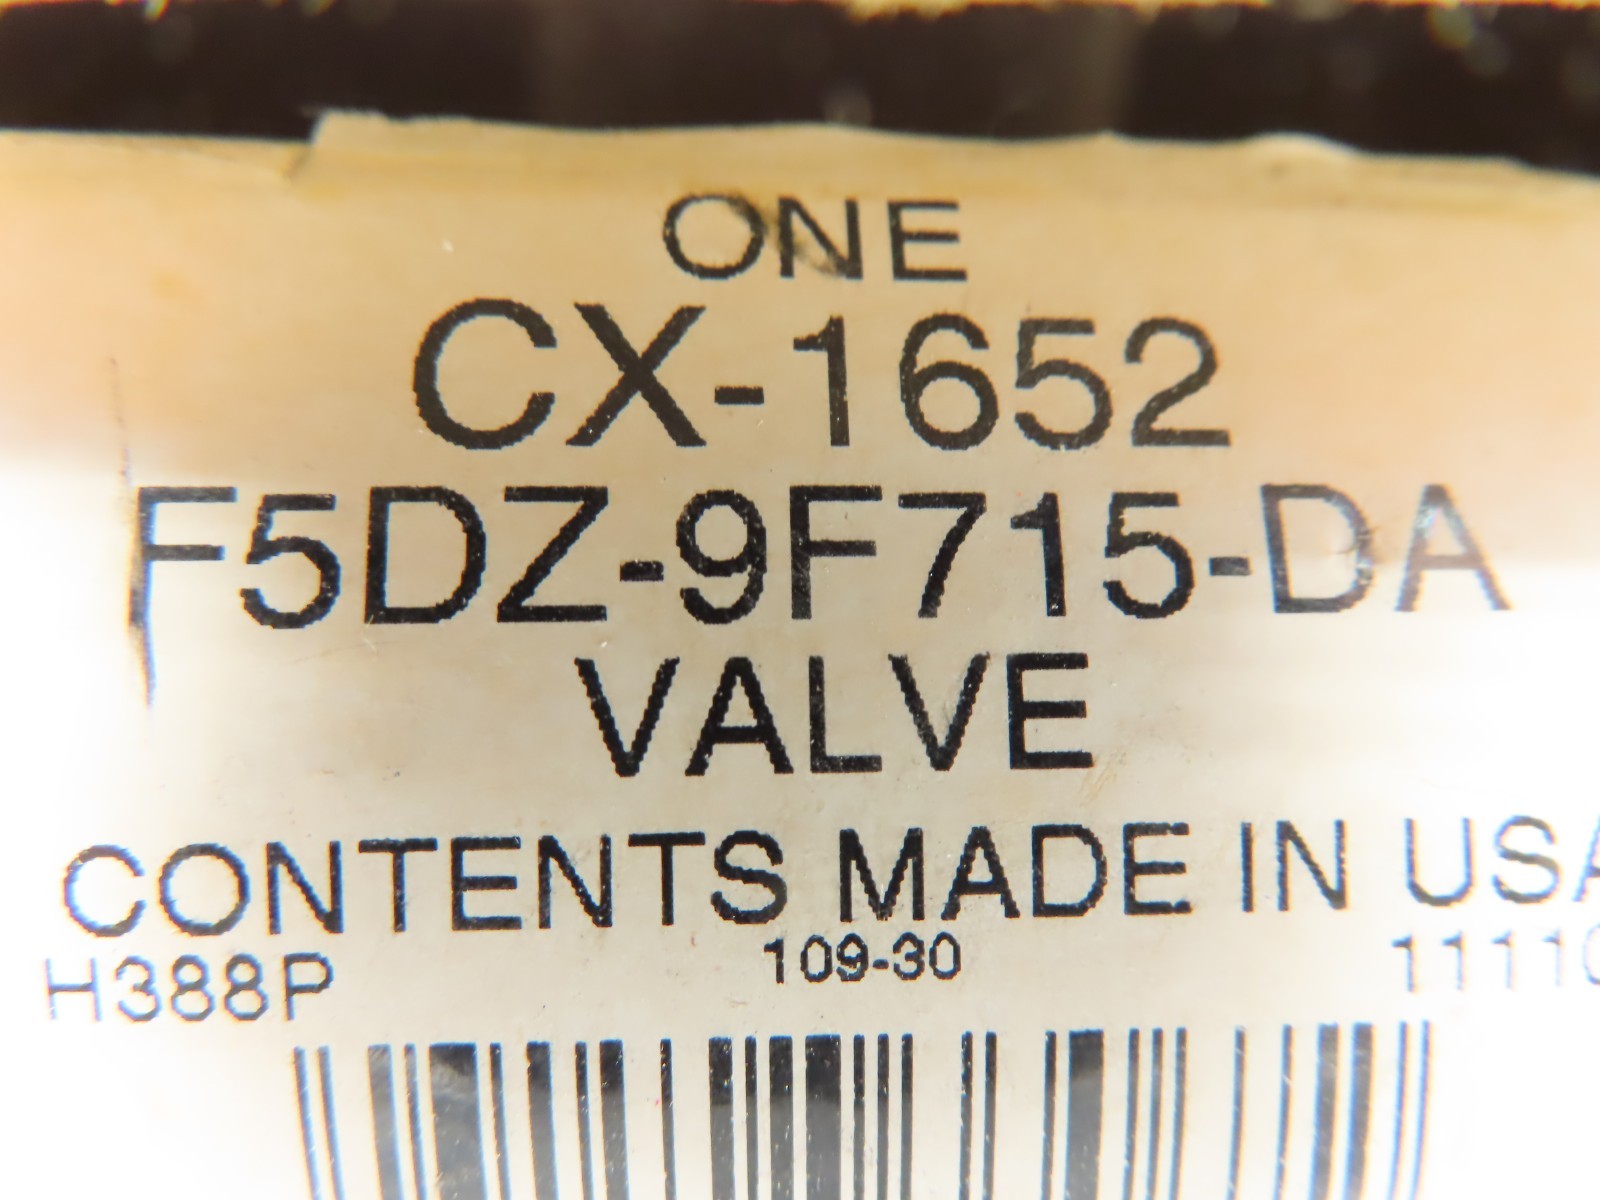 ONE
CX-1652
F5DZ-9F715-DA
VALVE
CONTENTS MADE IN USA
H388P 109-30